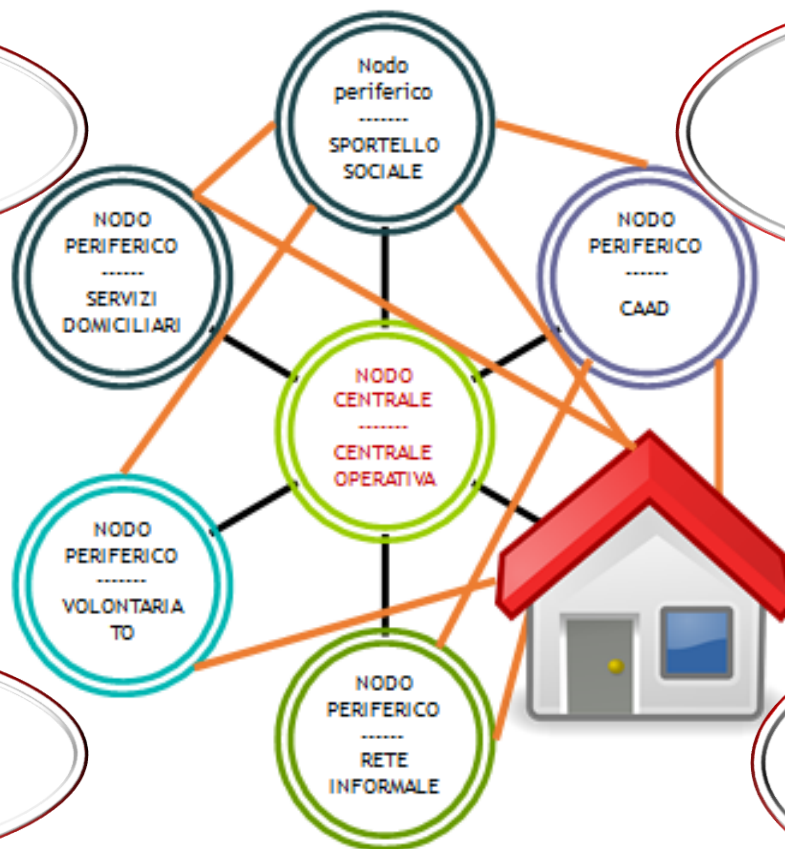 Nodo
periferico
-------
SPORTELLO
SOCIALE
NODO
PERIFERICO
------
SERVIZI
DOMICILIARI
NODO
PERIFERICO
------
CAAD
NODO
CENTRALE
-------
CENTRALE
OPERATIVA
NODO
PERIFERICO
-------
VOLONTARIA
TO
NODO
PERIFERICO
------
RETE
INFORMALE